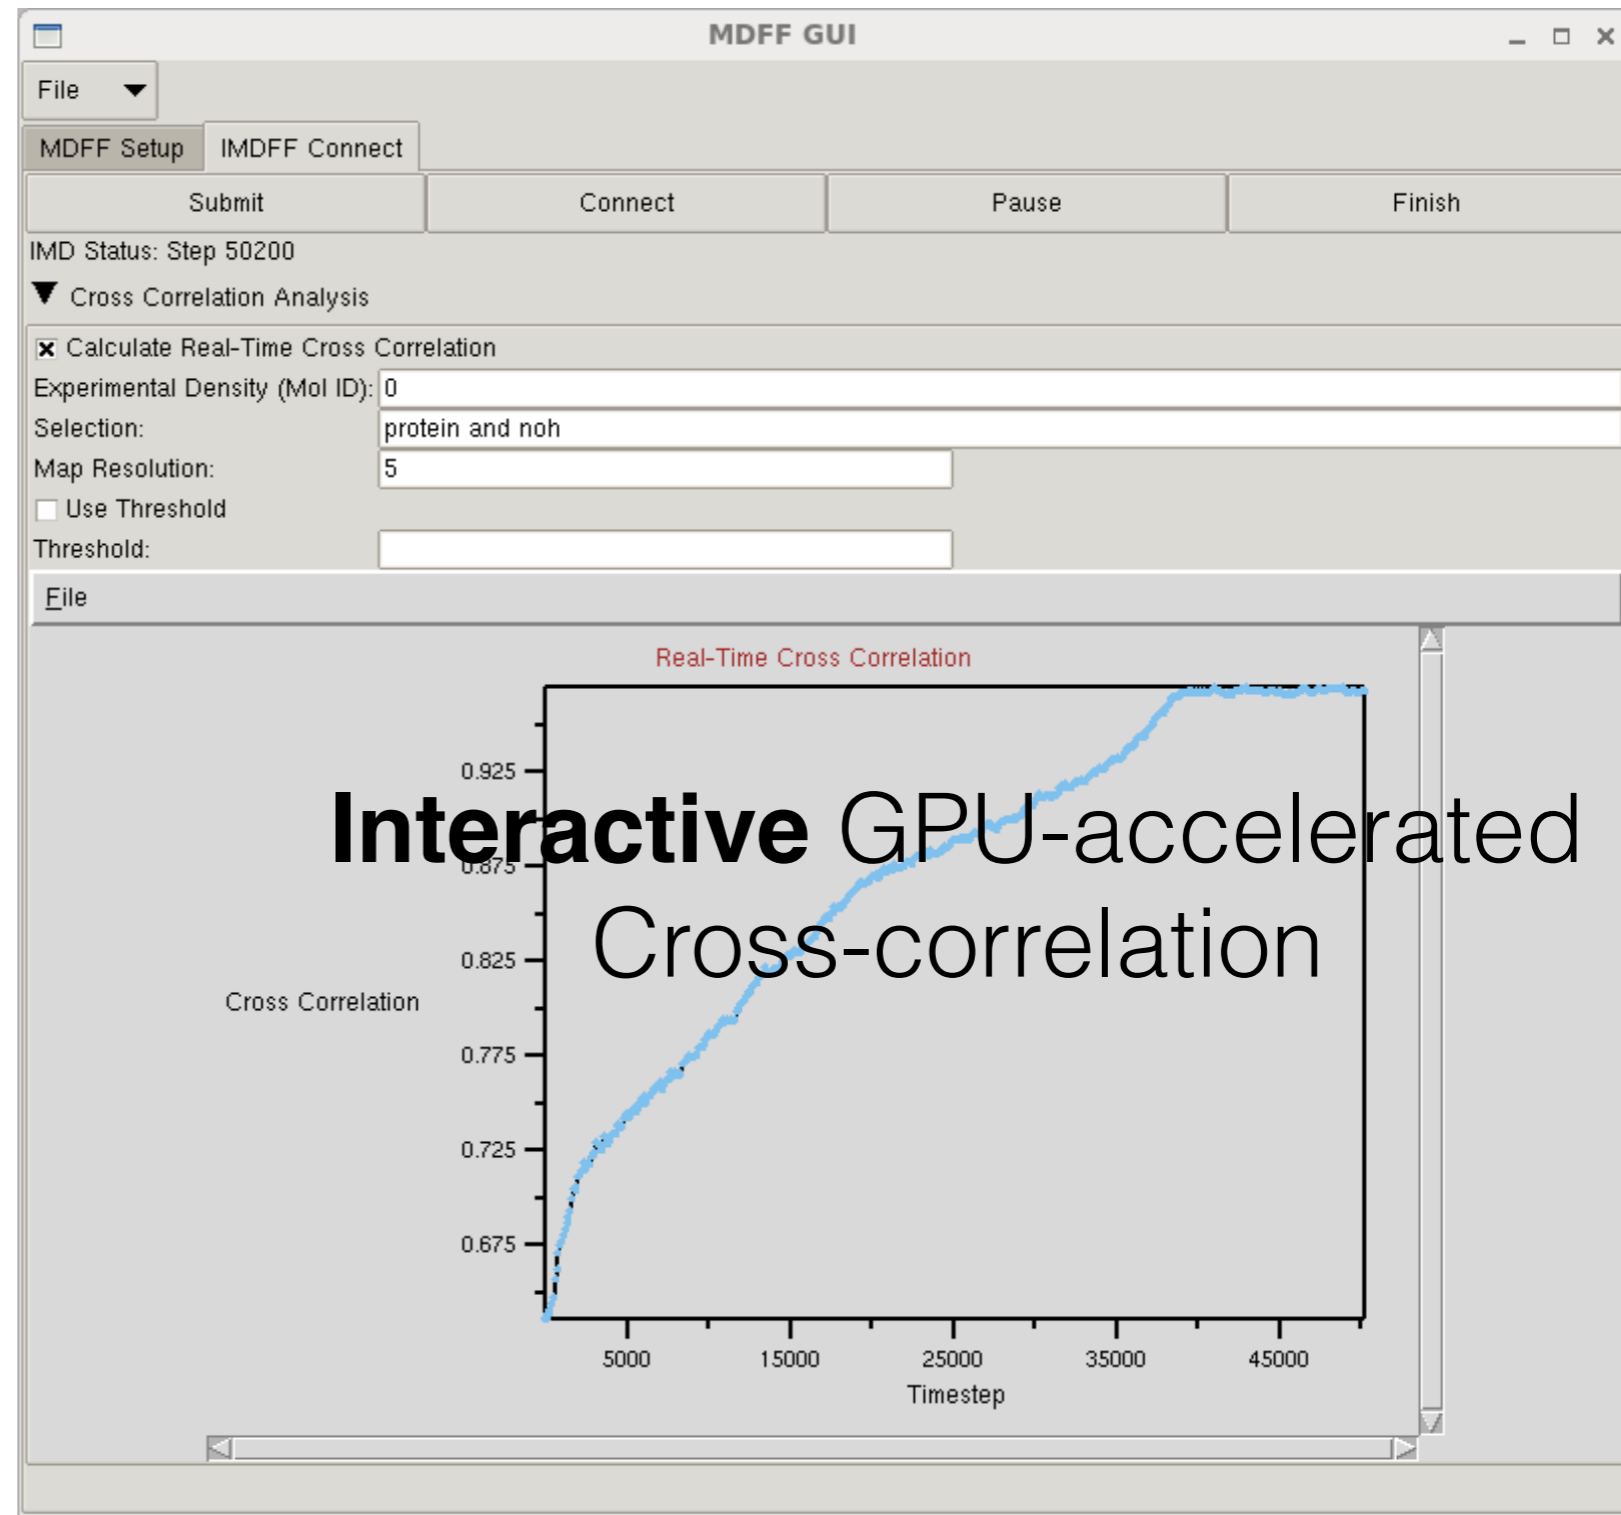 MDFF GUI
File
MDFF Setup IMDFF Connect
Submit Connect Pause Finish
IMD Status: Step 50200
Cross Correlation Analysis
Calculate Real-Time Cross Correlation
Experimental Density (Mol ID): 0
Selection: protein and noh
Map Resolution: 5
Use Threshold
Threshold:
File
Real-Time Cross Correlation
0.925
Interactive GPU-accelerated
0.875
Cross-correlation
0.825
Cross Correlation
0.775
0.725
0.675
5000 15000 25000 35000 45000
Timestep